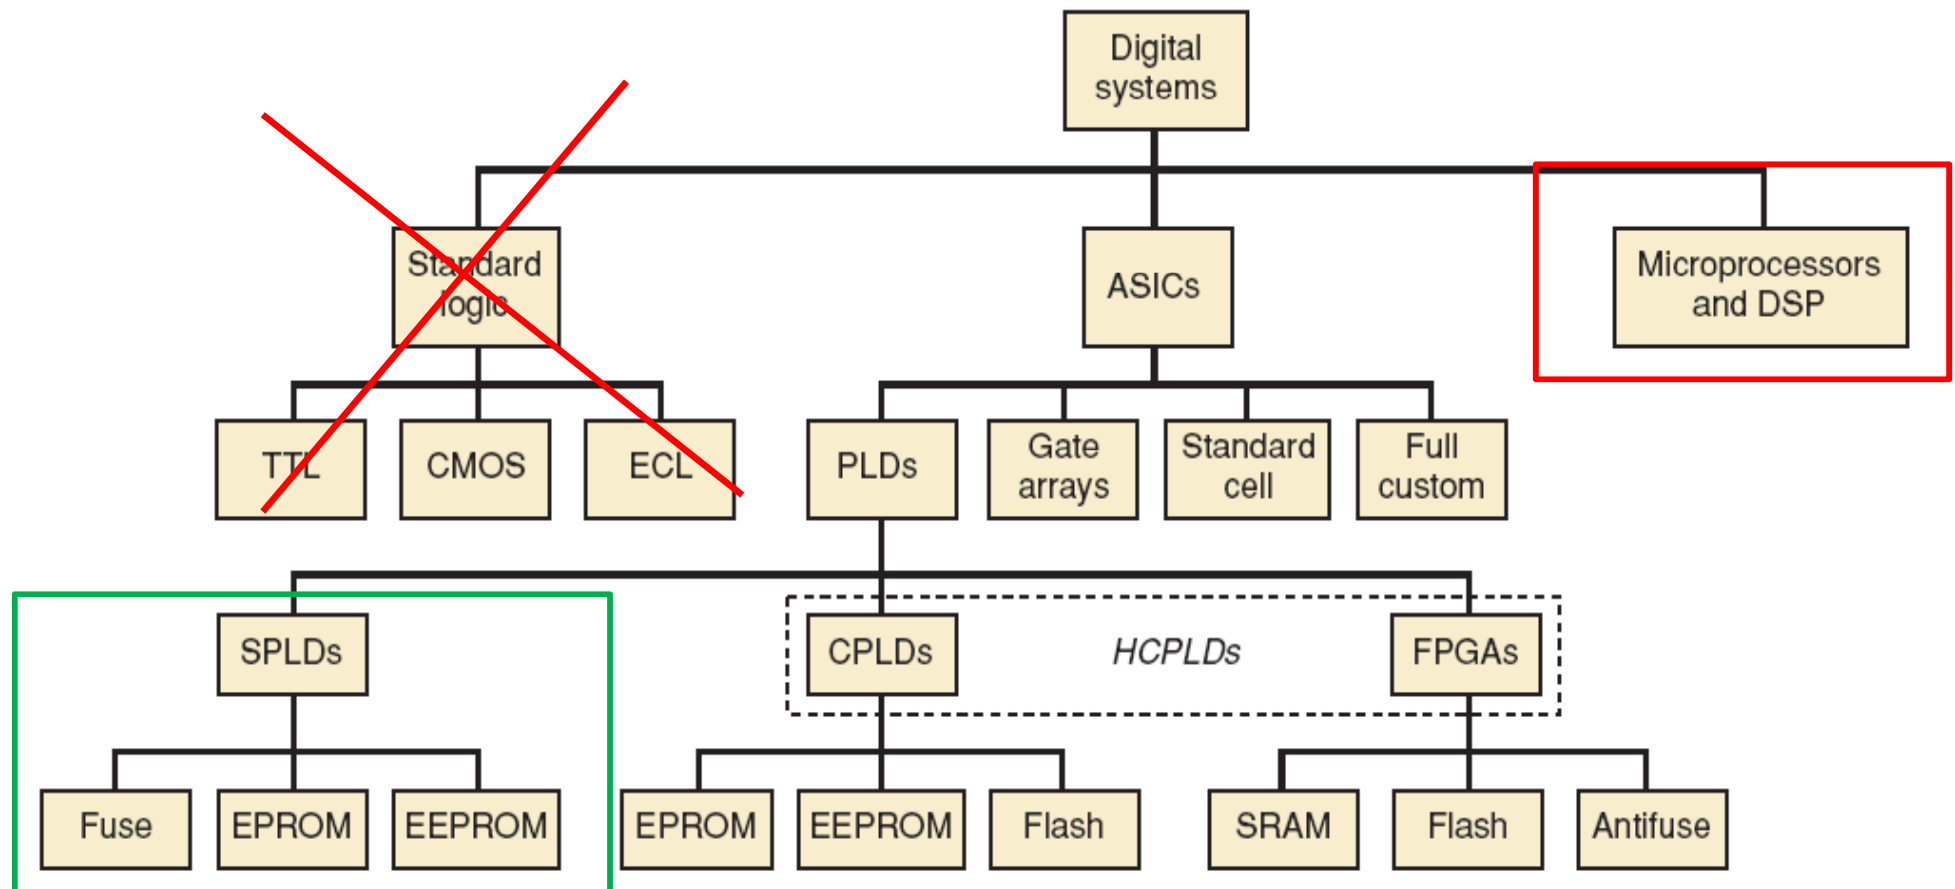 Digital
systems
Standard
logic
ASICs
Microprocessors
and DSP
TTL
CMOS
ECL
PLDs
Gate
arrays
Standard
cell
Full
custom
SPLDs
CPLDs
HCPLDs
FPGAs
Fuse
EPROM
EEPROM
EPROM
EEPROM
Flash
SRAM
Flash
Antifuse